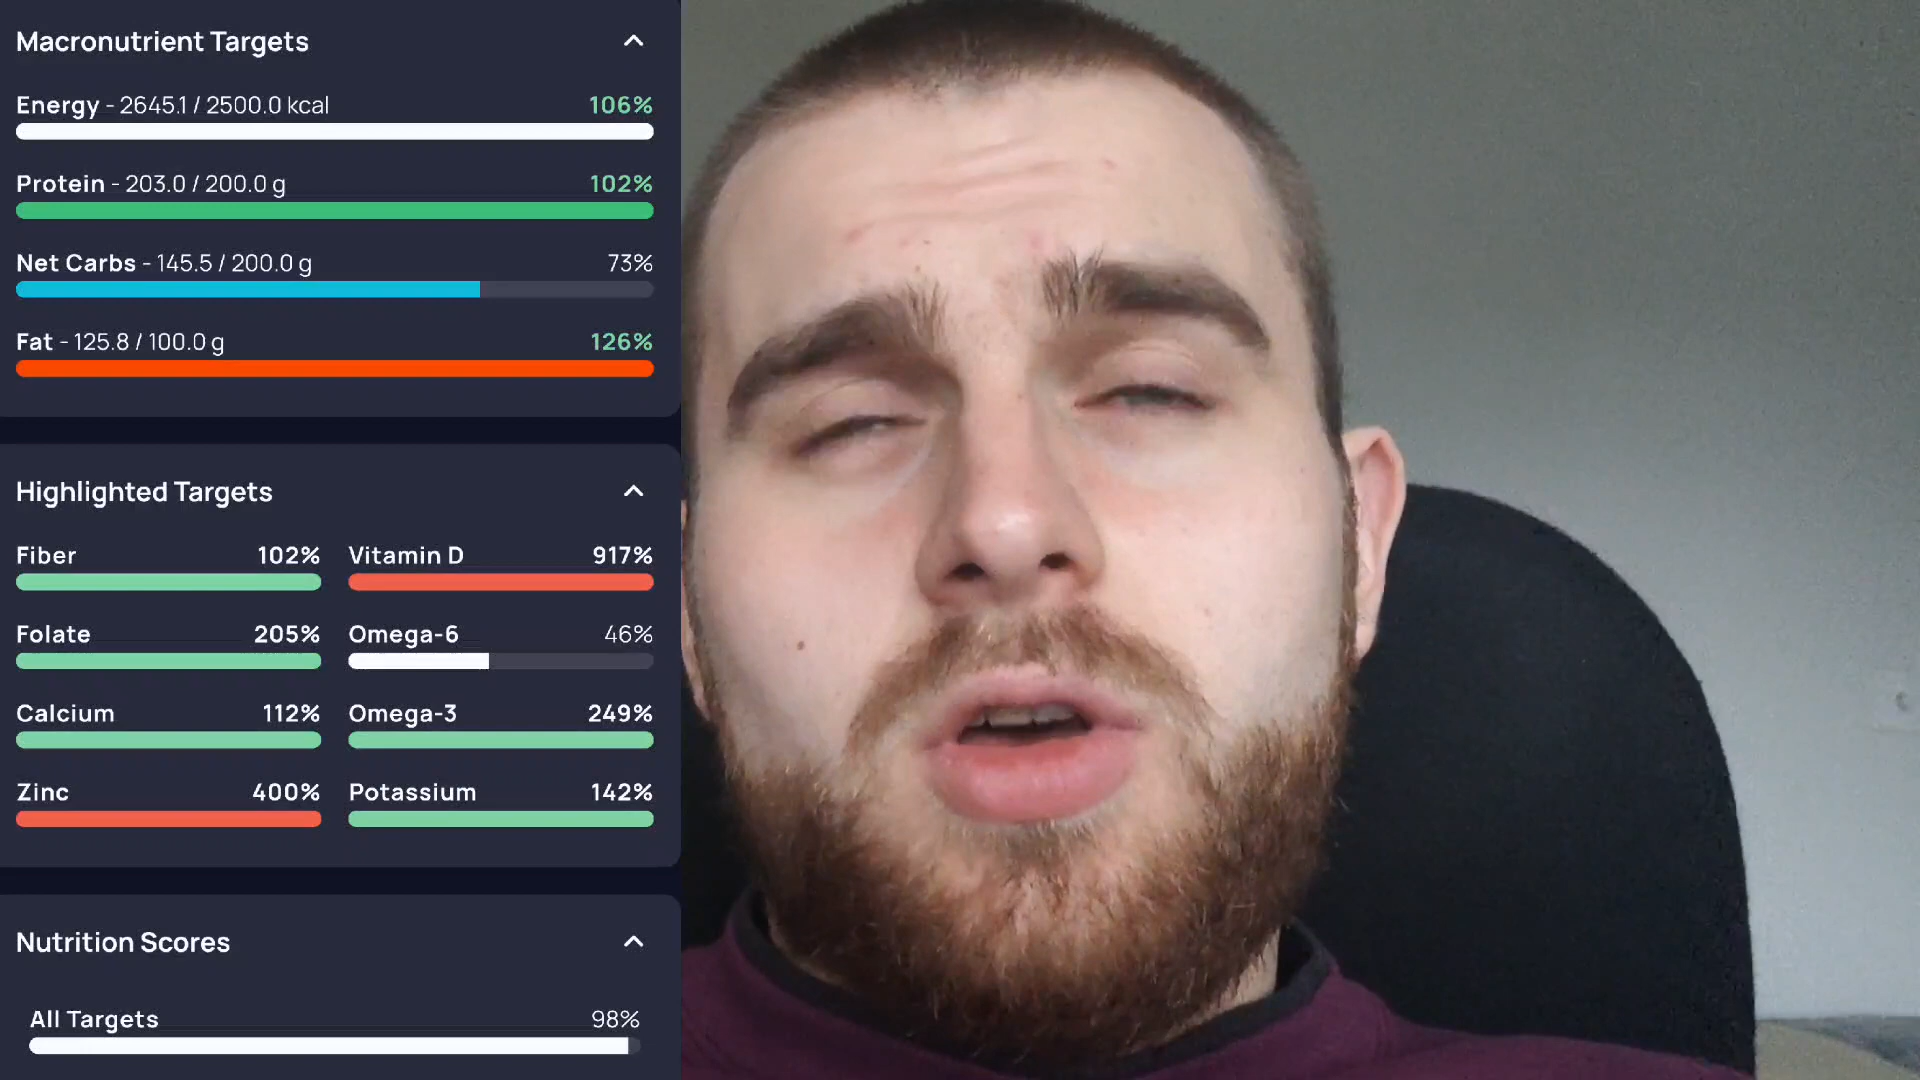 Macronutrient Targets
Energy - 2645.1 / 2500.0 kcal 106%
Protein - 203.0 / 200.0 g 102%
Net Carbs - 145.5 / 200.0 g 73%
Fat - 125.8 / 100.0 g 126%
Highlighted Targets
Fiber 102% Vitamin D 917%
Folate 205% Omega-6 46%
Calcium 112% Omega-3 249%
Zinc 400% Potassium 142%
Nutrition Scores
All Targets 98%